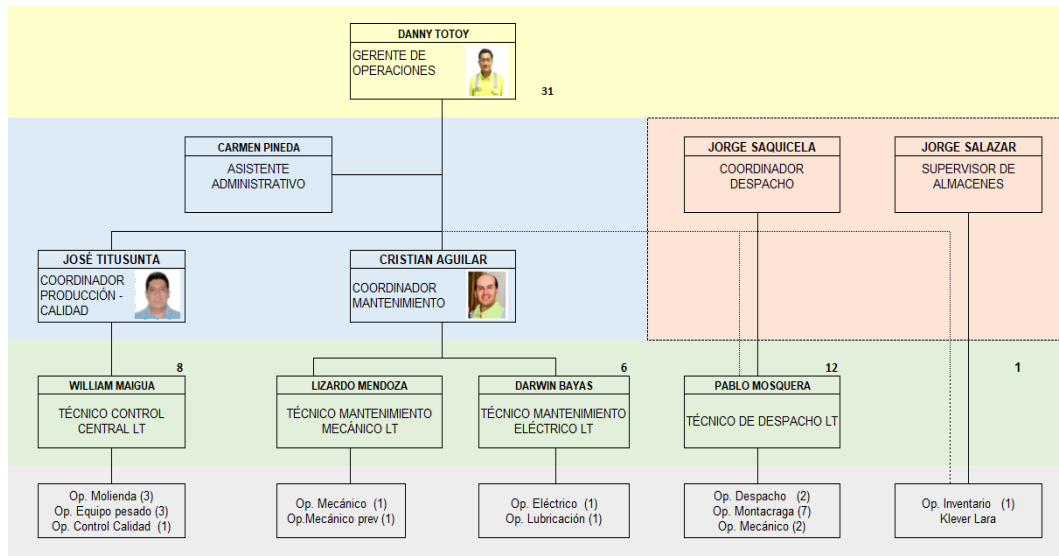 DANNY TOTOY
GERENTE DE
OPERACIONES
31
CARMEN PINEDA
ASISTENTE
ADMINISTRATIVO
JORGE SAQUICELA
COORDINADOR
DESPACHO
JORGE SALAZAR
SUPERVISOR DE
ALMACENES
JOSÉ TITUSUNTA
COORDINADOR
PRODUCCIÓN -
CALIDAD
CRISTIAN AGUILAR
COORDINADOR
MANTENIMIENTO
8
WILLIAM MAIGUA
TÉCNICO CONTROL
CENTRAL LT
LIZARDO MENDOZA
TÉCNICO MANTENIMIENTO
MECÁNICO LT
6
DARWIN BAYAS
TÉCNICO MANTENIMIENTO
ELÉCTRICO LT
12
PABLO MOSQUERA
TÉCNICO DE DESPACHO LT
1
Op. Molienda (3)
Op. Equipo pesado (3)
Op. Control Calidad (1)
Op. Mecánico (1)
Op.Mecánico prev (1)
Op. Eléctrico (1)
Op. Lubricación (1)
Op. Despacho (2)
Op. Montacraga (7)
Op. Mecánico (2)
Op. Inventario (1)
Klever Lara